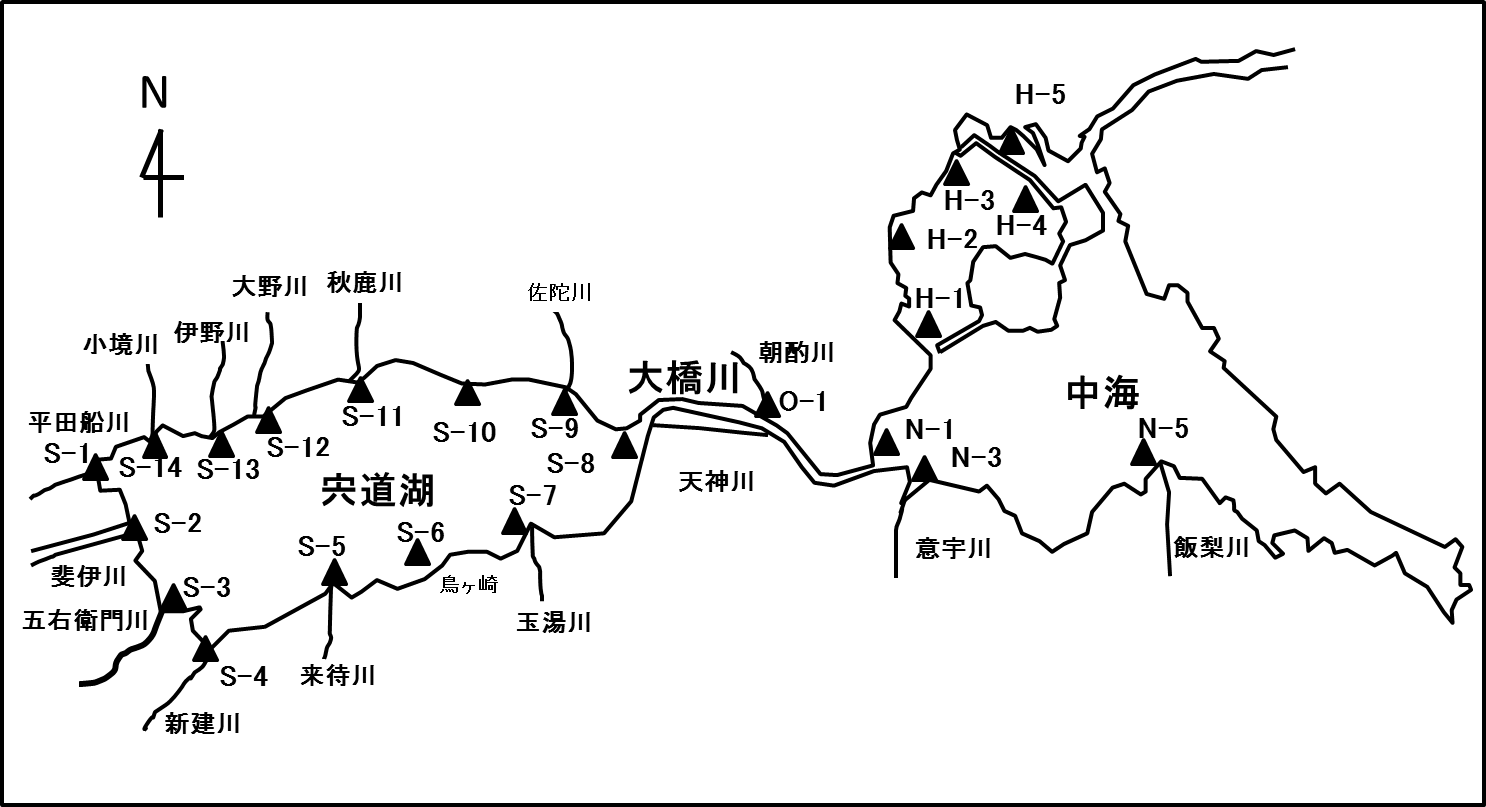 N
H-5
H-3
H-4
H-2
H-1
秋鹿川
大野川
佐陀川
伊野川
小境川
朝酌川
大橋川
中海
平田船川
S-11
S-12
S-10
S-9
O-1
S-8
N-1
N-5
S-1
S-14
S-13
N-3
宍道湖
天神川
S-7
S-2
S-6
S-5
意宇川
飯梨川
斐伊川
S-3
鳥ヶ崎
五右衛門川
玉湯川
S-4
来待川
新建川